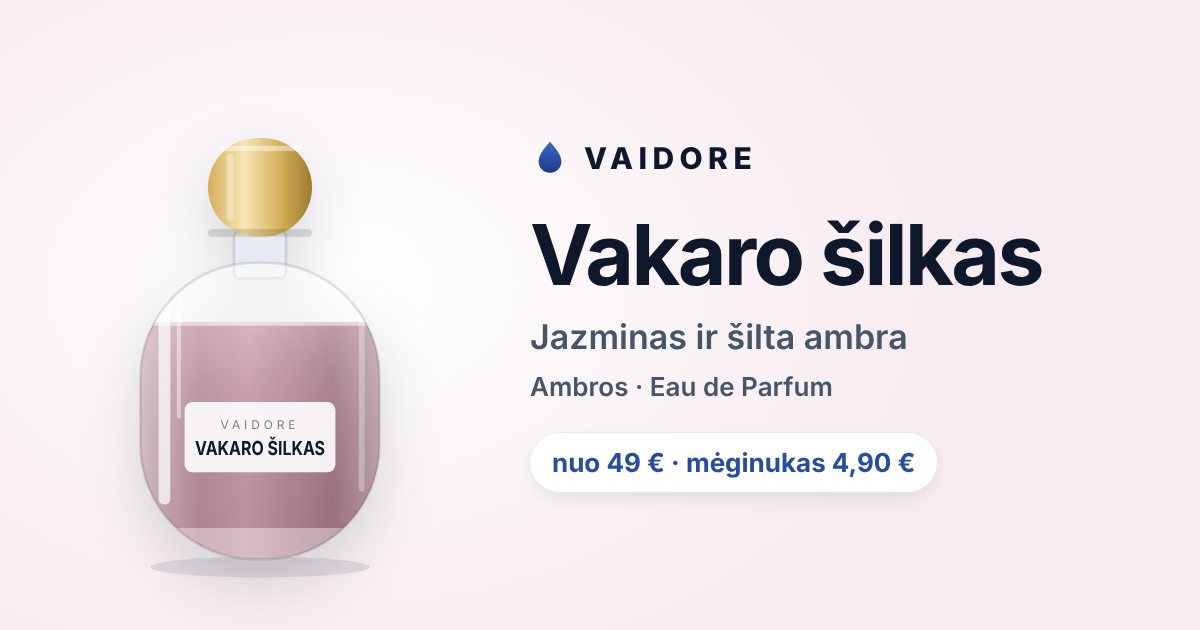 VAIDORE
Vakaro šilkas
Jazminas ir šilta ambra
Ambros · Eau de Parfum
nuo 49 € · mėginukas 4,90 €
VAIDORE
VAKARO ŠILKAS